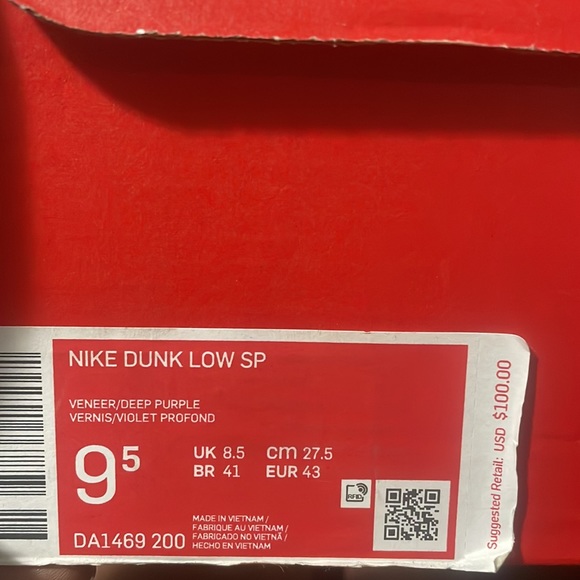 NIKE DUNK LOW SP
VENEER/DEEP PURPLE
VERNIS/VIOLET PROFOND
9⁵
UK 8.5 cm 27.5
BR 41 EUR 43
RFID
MADE IN VIETNAM /
FABRIQUE AU VIETNAM /
FABRICADO NO VIETNÃ /
HECHO EN VIETNAM
DA1469 200
Suggested Retail: USD $100.00